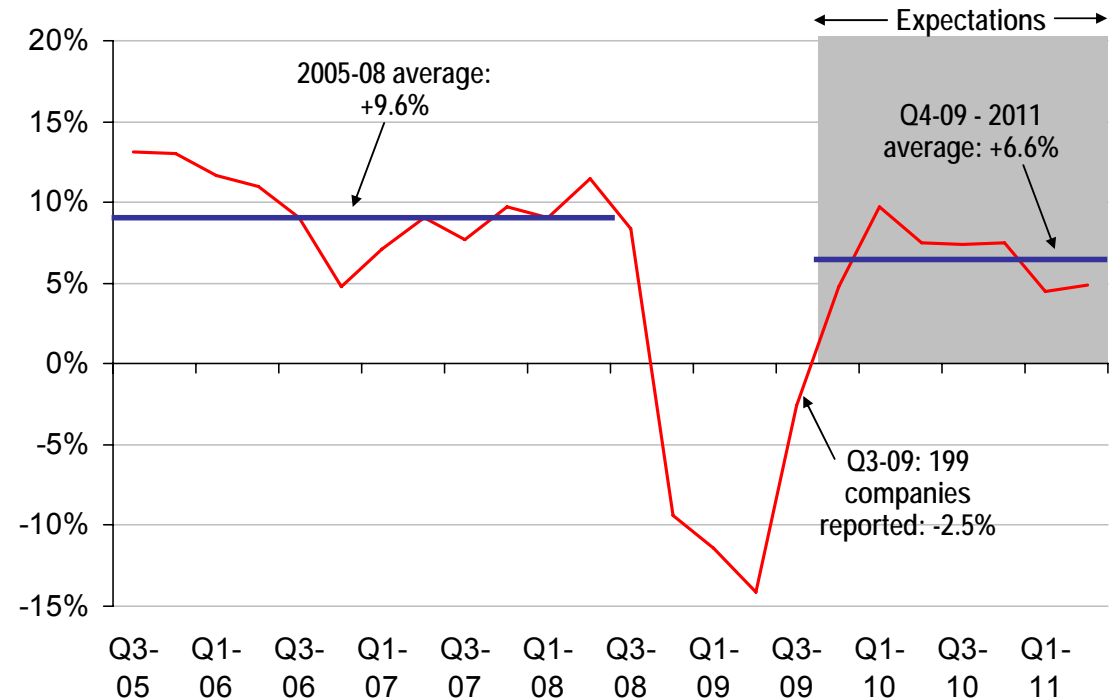 Expectations
20%
15%
10%
5%
0%
-5%
-10%
-15%
2005-08 average:
+9.6%
Q4-09 - 2011
average: +6.6%
Q3-09: 199
companies
reported: -2.5%
Q3- Q1- Q3- Q1- Q3- Q1- Q3- Q1- Q3- Q1- Q3- Q1-
05 06 06 07 07 08 08 09 09 10 10 11